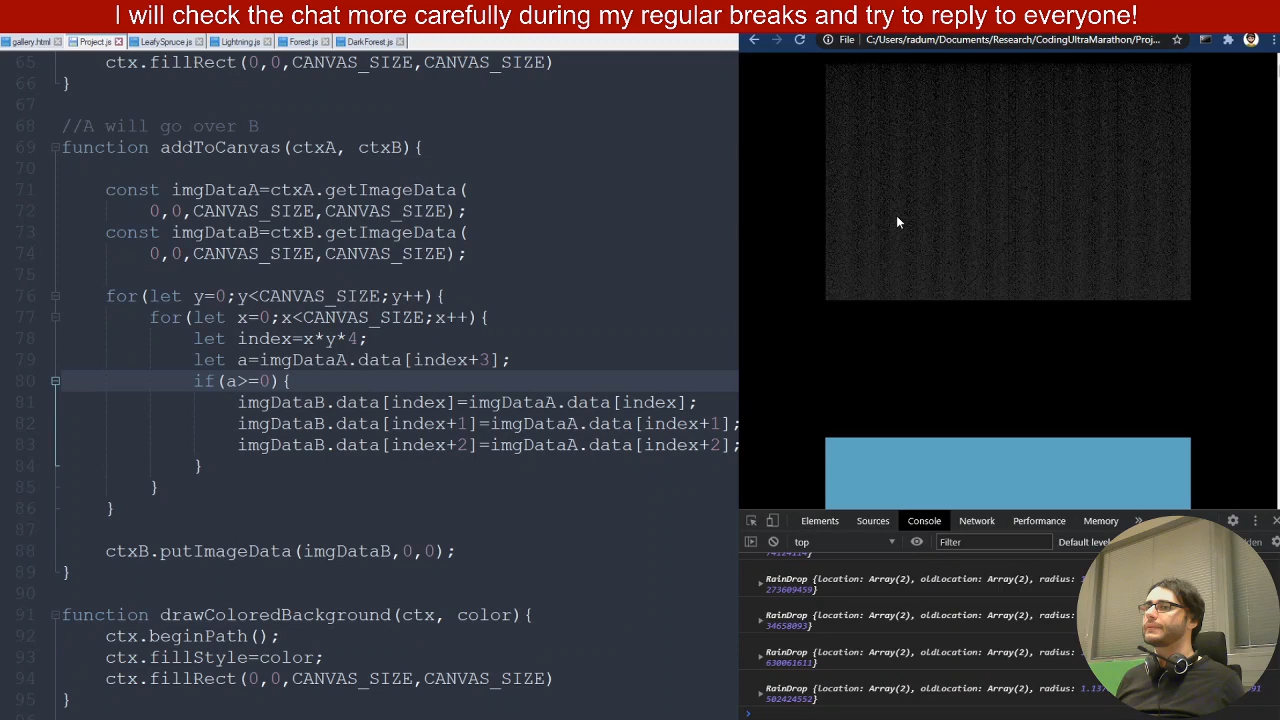 I will check the chat more carefully during my regular breaks and try to reply to everyone!
gallery.html Project.js LeafySpruce.js Lightning.js Forest.js DarkForest.js
File C:/Users/radum/Documents/Research/CodingUltraMarathon/Proj...
65 ctx.fillRect(0,0,CANVAS_SIZE,CANVAS_SIZE)
66 }
67
68 //A will go over B
69 function addToCanvas(ctxA, ctxB){
70
71 const imgDataA=ctxA.getImageData(
72 0,0,CANVAS_SIZE,CANVAS_SIZE);
73 const imgDataB=ctxB.getImageData(
74 0,0,CANVAS_SIZE,CANVAS_SIZE);
75
76 for(let y=0;y<CANVAS_SIZE;y++){
77 for(let x=0;x<CANVAS_SIZE;x++){
78 let index=x*y*4;
79 let a=imgDataA.data[index+3];
80 if(a>=0){
81 imgDataB.data[index]=imgDataA.data[index];
82 imgDataB.data[index+1]=imgDataA.data[index+1];
83 imgDataB.data[index+2]=imgDataA.data[index+2];
84 }
85 }
86 }
87
88 ctxB.putImageData(imgDataB,0,0);
89 }
90
91 function drawColoredBackground(ctx, color){
92 ctx.beginPath();
93 ctx.fillStyle=color;
94 ctx.fillRect(0,0,CANVAS_SIZE,CANVAS_SIZE)
95 }
Elements Sources Console Network Performance Memory »
top Filter Default leve
RainDrop {location: Array(2), oldLocation: Array(2), radius: 1
273609459}
RainDrop {location: Array(2), oldLocation: Array(2), radius:
34658093}
RainDrop {location: Array(2), oldLocation: Array(2), radius:
630061611}
RainDrop {location: Array(2), oldLocation: Array(2), radius: 1.137 91
502424552}